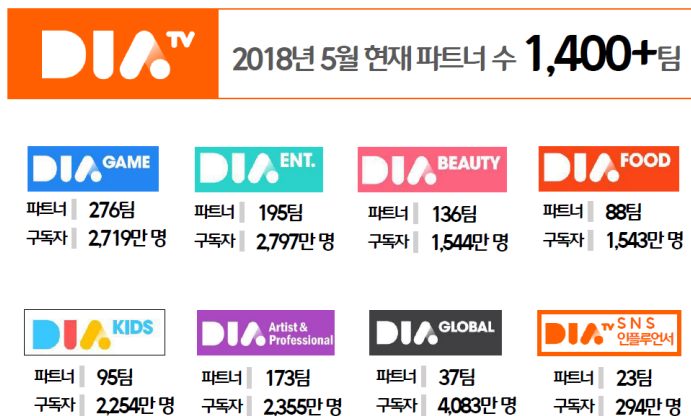 DIA TV
2018년 5월 현재 파트너 수 1,400+팀
DIA GAME
파트너 276팀
구독자 2,719만 명
DIA ENT.
파트너 195팀
구독자 2,797만 명
DIA BEAUTY
파트너 136팀
구독자 1,544만 명
DIA FOOD
파트너 88팀
구독자 1,543만 명
DIA KIDS
파트너 95팀
구독자 2,254만 명
DIA Artist &
Professional
파트너 173팀
구독자 2,355만 명
DIA GLOBAL
파트너 37팀
구독자 4,083만 명
DIA TV SNS
인플루언서
파트너 23팀
구독자 294만 명